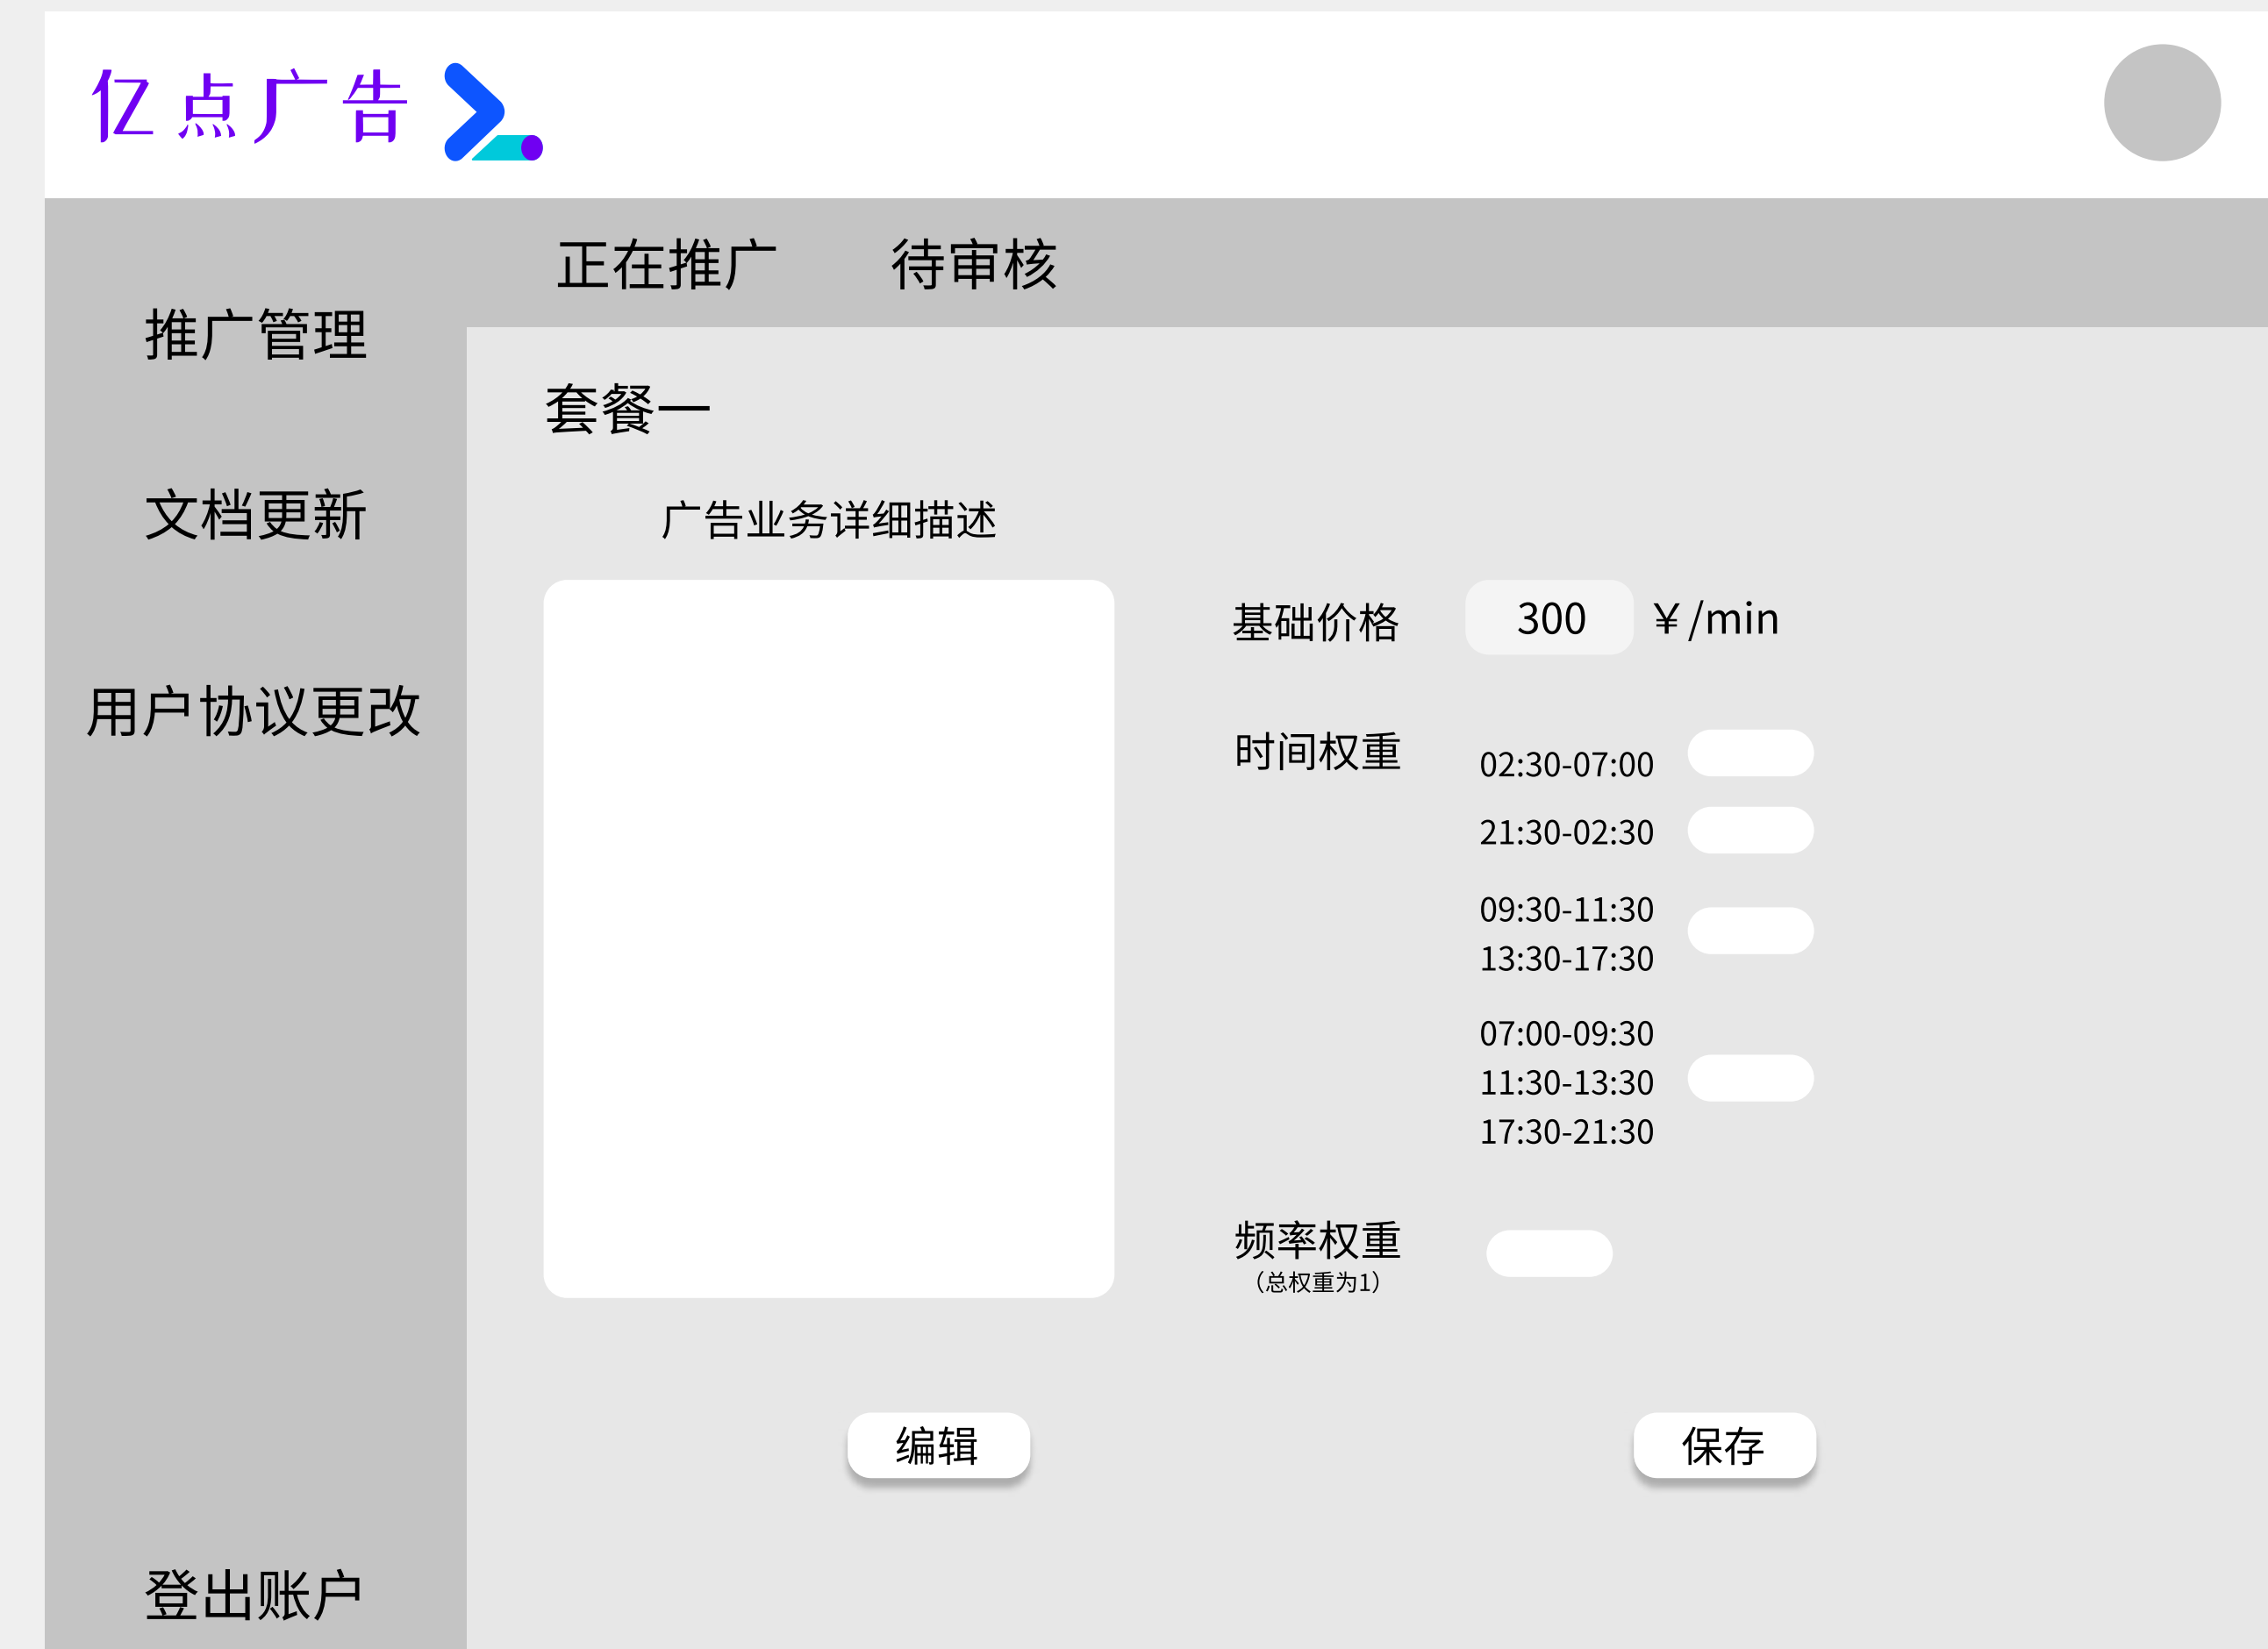 亿点广告
正在推广 待审核
推广管理
文档更新
用户协议更改
登出账户
套餐一
广告业务详细描述
基础价格 300 ￥/min
时间权重
02:30-07:00
21:30-02:30
09:30-11:30
13:30-17:30
07:00-09:30
11:30-13:30
17:30-21:30
频率权重
（总权重为1）
编辑 保存